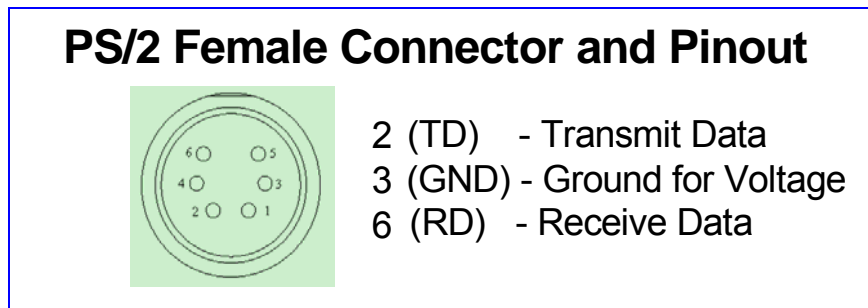 PS/2 Female Connector and Pinout
6 5
4 3
2 1
2 (TD) - Transmit Data
3 (GND) - Ground for Voltage
6 (RD) - Receive Data